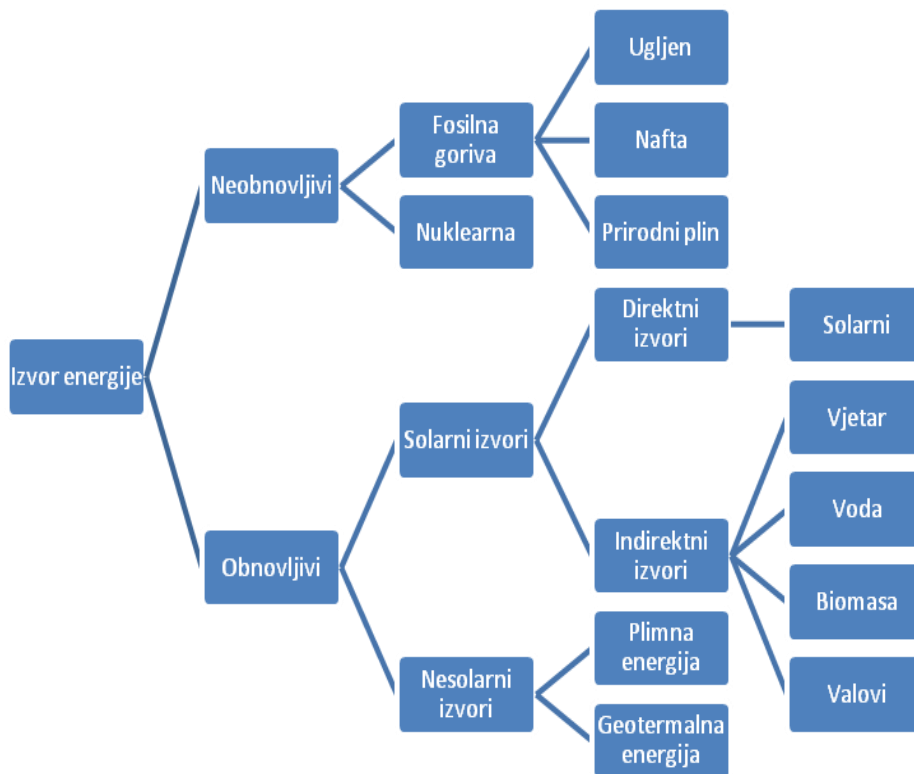 Izvor energije
Neobnovljivi
Fosilna
goriva
Ugljen
Nafta
Prirodni plin
Nuklearna
Obnovljivi
Solarni izvori
Direktni
izvori
Solarni
Indirektni
izvori
Vjetar
Voda
Biomasa
Valovi
Nesolarni
izvori
Plimna
energija
Geotermalna
energija